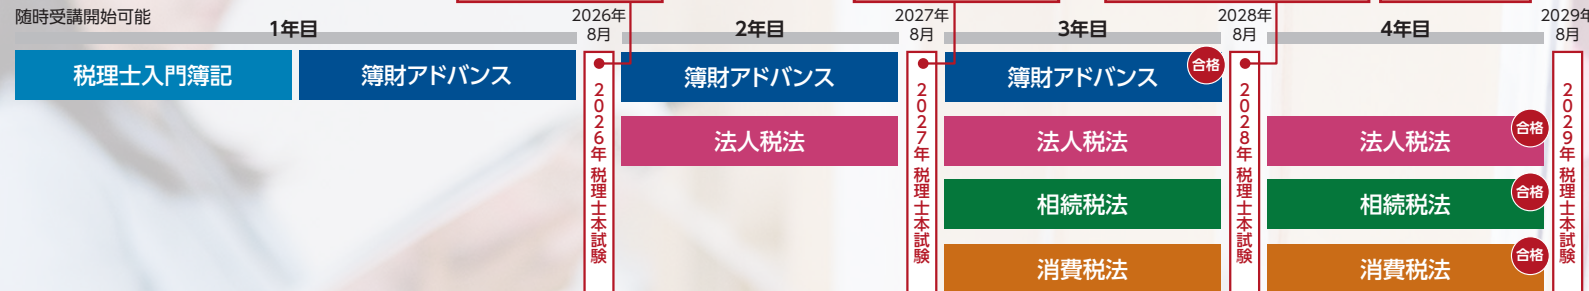 随時受講開始可能
1年目
2026年
8月
2年目
2027年
8月
3年目
2028年
8月
4年目
2029年
8月
税理士入門簿記
簿財アドバンス
2026年 税理士本試験
簿財アドバンス
2027年 税理士本試験
簿財アドバンス
合格
2028年 税理士本試験
2029年 税理士本試験
法人税法
法人税法
法人税法
合格
相続税法
相続税法
合格
消費税法
消費税法
合格